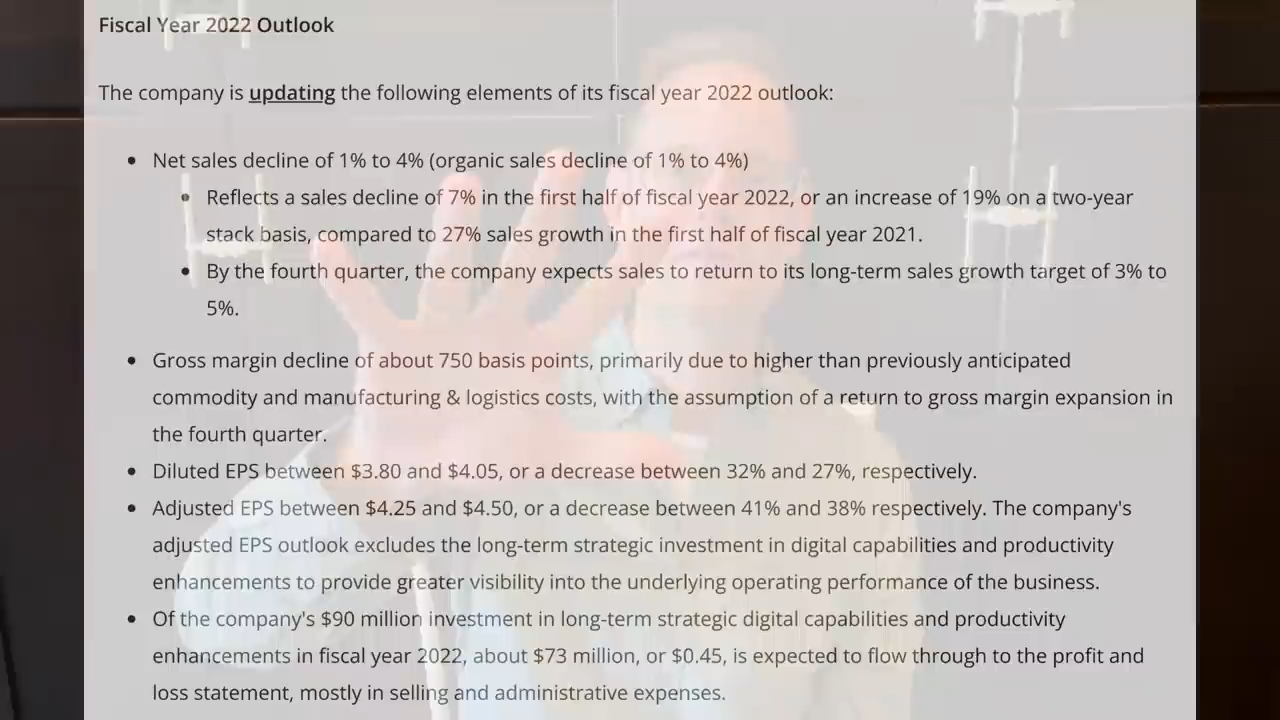 Fiscal Year 2022 Outlook
The company is updating the following elements of its fiscal year 2022 outlook:
• Net sales decline of 1% to 4% (organic sales decline of 1% to 4%)
• Reflects a sales decline of 7% in the first half of fiscal year 2022, or an increase of 19% on a two-year
stack basis, compared to 27% sales growth in the first half of fiscal year 2021.
• By the fourth quarter, the company expects sales to return to its long-term sales growth target of 3% to
5%.
• Gross margin decline of about 750 basis points, primarily due to higher than previously anticipated
commodity and manufacturing & logistics costs, with the assumption of a return to gross margin expansion in
the fourth quarter.
• Diluted EPS between $3.80 and $4.05, or a decrease between 32% and 27%, respectively.
• Adjusted EPS between $4.25 and $4.50, or a decrease between 41% and 38% respectively. The company's
adjusted EPS outlook excludes the long-term strategic investment in digital capabilities and productivity
enhancements to provide greater visibility into the underlying operating performance of the business.
• Of the company's $90 million investment in long-term strategic digital capabilities and productivity
enhancements in fiscal year 2022, about $73 million, or $0.45, is expected to flow through to the profit and
loss statement, mostly in selling and administrative expenses.